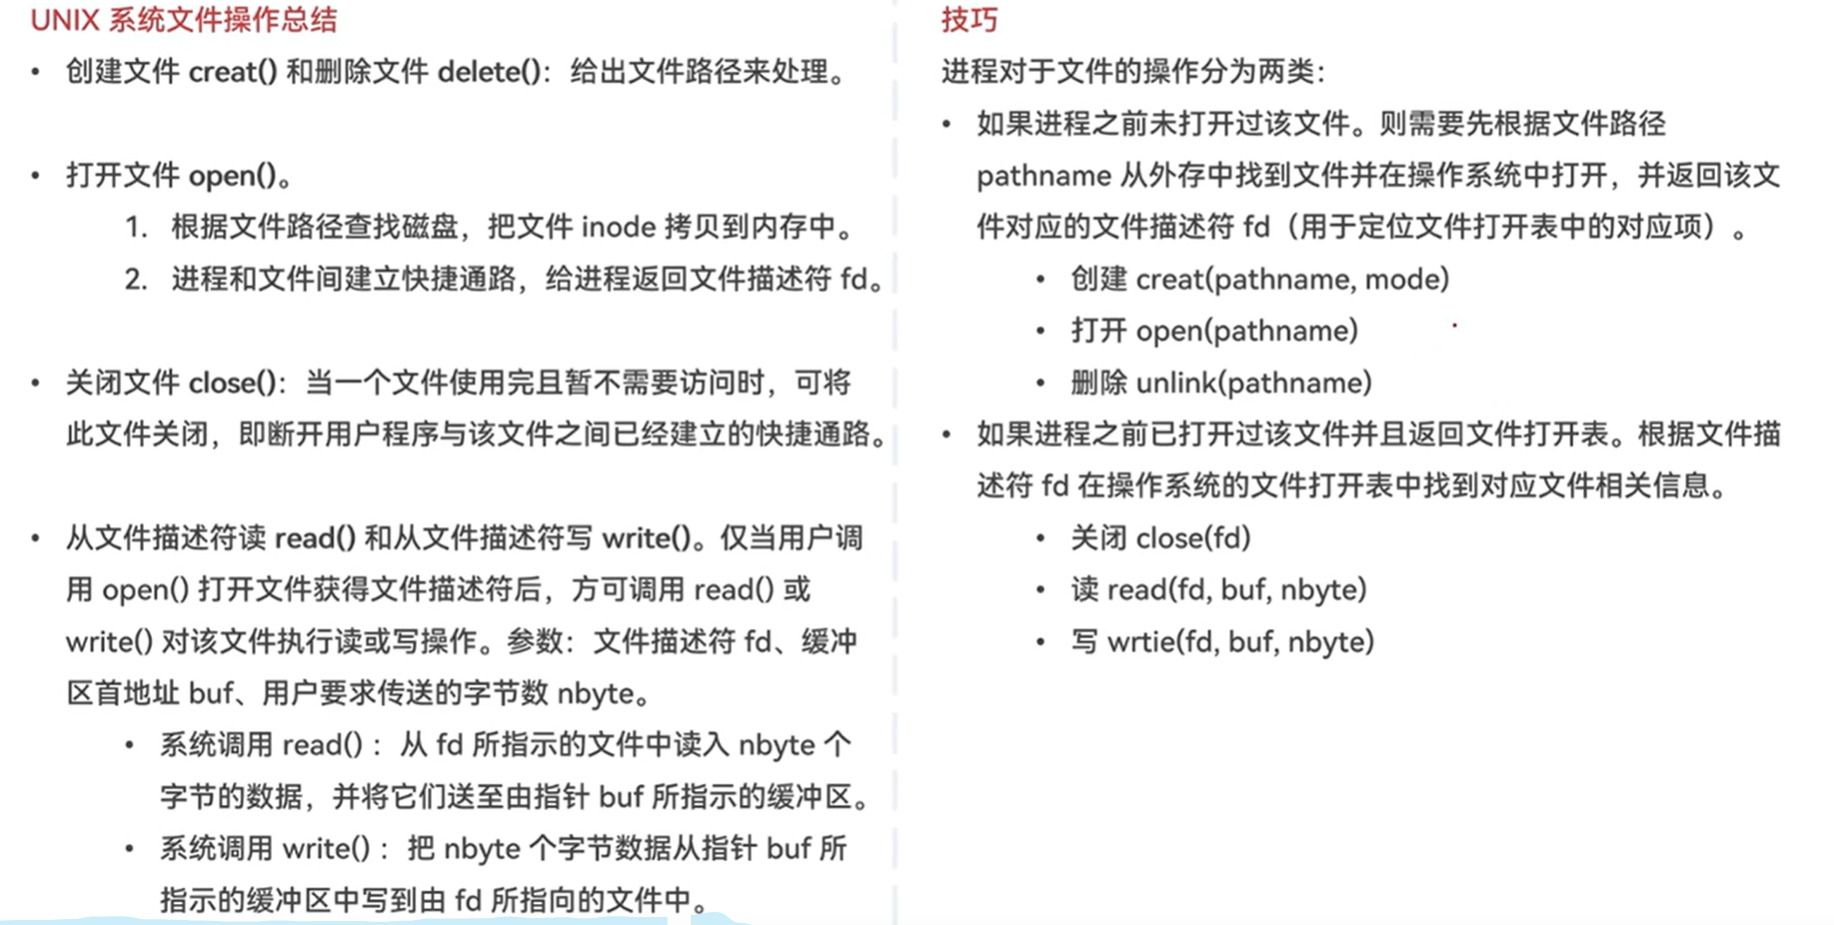 UNIX 系统文件操作总结
• 创建文件 creat() 和删除文件 delete()：给出文件路径来处理。
• 打开文件 open()。
1. 根据文件路径查找磁盘，把文件 inode 拷贝到内存中。
2. 进程和文件间建立快捷通路，给进程返回文件描述符 fd。
• 关闭文件 close()：当一个文件使用完且暂不需要访问时，可将
此文件关闭，即断开用户程序与该文件之间已经建立的快捷通路。
• 从文件描述符读 read() 和从文件描述符写 write()。仅当用户调
用 open() 打开文件获得文件描述符后，方可调用 read() 或
write() 对该文件执行读或写操作。参数：文件描述符 fd、缓冲
区首地址 buf、用户要求传送的字节数 nbyte。
• 系统调用 read() ：从 fd 所指示的文件中读入 nbyte 个
字节的数据，并将它们送至由指针 buf 所指示的缓冲区。
• 系统调用 write() ：把 nbyte 个字节数据从指针 buf 所
指示的缓冲区中写到由 fd 所指向的文件中。
技巧
进程对于文件的操作分为两类：
• 如果进程之前未打开过该文件。则需要先根据文件路径
pathname 从外存中找到文件并在操作系统中打开，并返回该文
件对应的文件描述符 fd（用于定位文件打开表中的对应项）。
• 创建 creat(pathname, mode)
• 打开 open(pathname)
• 删除 unlink(pathname)
• 如果进程之前已打开过该文件并且返回文件打开表。根据文件描
述符 fd 在操作系统的文件打开表中找到对应文件相关信息。
• 关闭 close(fd)
• 读 read(fd, buf, nbyte)
• 写 wrtie(fd, buf, nbyte)